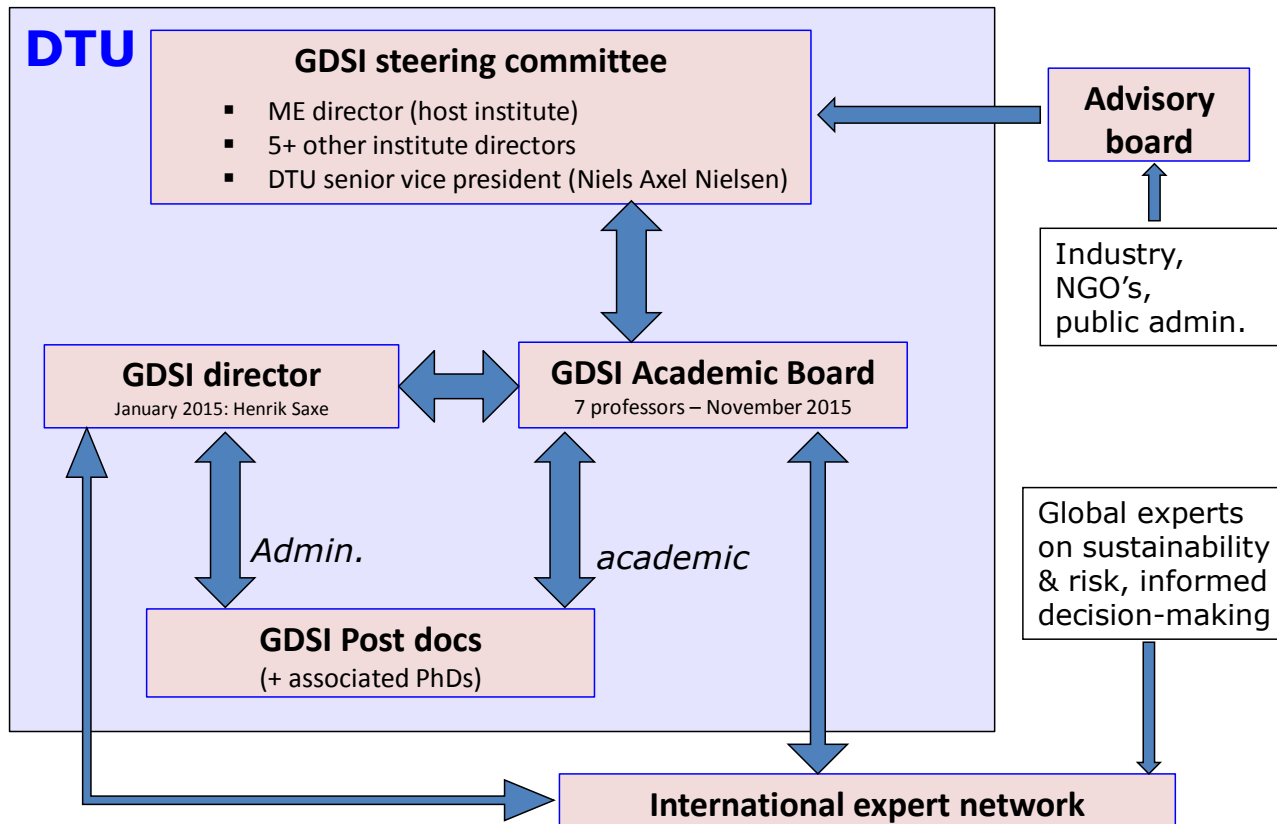 DTU
GDSI steering committee
▪ ME director (host institute)
▪ 5+ other institute directors
▪ DTU senior vice president (Niels Axel Nielsen)
Advisory
board
Industry,
NGO’s,
public admin.
GDSI director
January 2015: Henrik Saxe
GDSI Academic Board
7 professors – November 2015
Admin.
academic
Global experts
on sustainability
& risk, informed
decision-making
GDSI Post docs
(+ associated PhDs)
International expert network